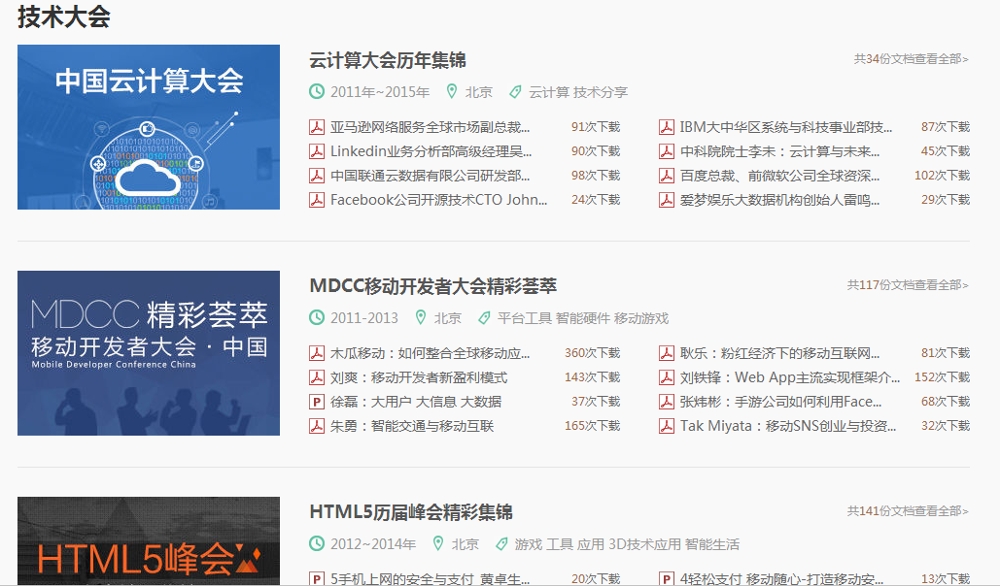 技术大会
中国云计算大会
云计算大会历年集锦
共34份文档查看全部>
2011年~2015年 北京 云计算 技术分享
亚马逊网络服务全球市场副总裁... 91次下载
IBM大中华区系统与科技事业部技... 87次下载
Linkedin业务分析部高级经理吴... 90次下载
中科院院士李未：云计算与未来... 45次下载
中国联通云数据有限公司研发部... 98次下载
百度总裁、前微软公司全球资深... 102次下载
Facebook公司开源技术CTO John... 24次下载
爱梦娱乐大数据机构创始人雷鸣... 29次下载
MDCC 精彩荟萃
移动开发者大会·中国
Mobile Developer Conference China
MDCC移动开发者大会精彩荟萃
共117份文档查看全部>
2011-2013 北京 平台工具 智能硬件 移动游戏
木瓜移动：如何整合全球移动应... 360次下载
耿乐：粉红经济下的移动互联网... 81次下载
刘爽：移动开发者新盈利模式 143次下载
刘铁锋：Web App主流实现框架介... 152次下载
徐磊：大用户 大信息 大数据 37次下载
张炜彬：手游公司如何利用Face... 68次下载
朱勇：智能交通与移动互联 165次下载
Tak Miyata：移动SNS创业与投资... 32次下载
HTML5峰会
HTML5历届峰会精彩集锦
共141份文档查看全部>
2012~2014年 北京 游戏 工具 应用 3D技术应用 智能生活
5手机上网的安全与支付_黄卓生... 20次下载
4轻松支付 移动随心-打造移动安... 13次下载